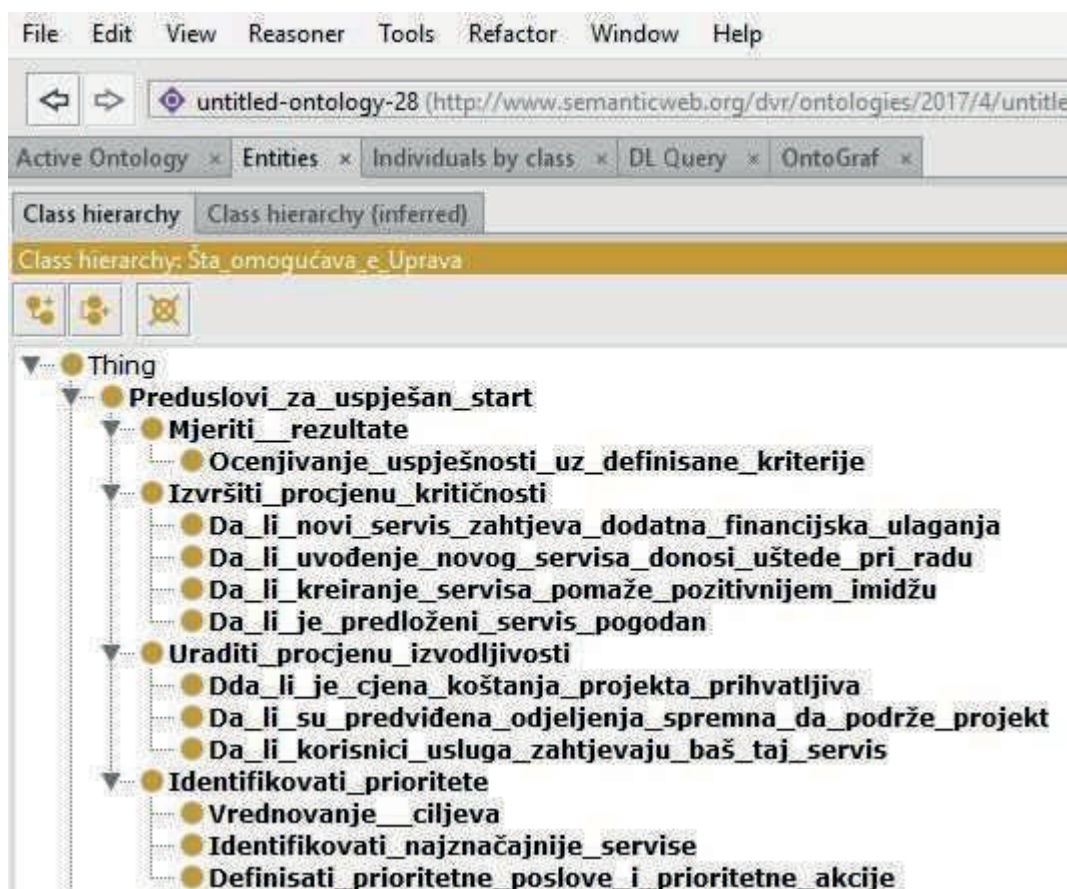 File Edit View Reasoner Tools Refactor Window Help
untitled-ontology-28 (http://www.semanticweb.org/dvr/ontologies/2017/4/untitle
Active Ontology × Entities × Individuals by class × DL Query × OntoGraf ×
Class hierarchy Class hierarchy (inferred)
Class hierarchy: Šta_omogućava_e_Uprava
Thing
Preduslovi_za_uspješan_start
Mjeriti__rezultate
Ocenjivanje_uspješnosti_uz_definisane_kriterije
Izvršiti_procjenu_kritičnosti
Da_li_novi_servis_zahtjeva_dodatna_financijska_ulaganja
Da_li_uvođenje_novog_servisa_donosi_uštede_pri_radu
Da_li_kreiranje_servisa_pomaže_pozitivnijem_imidžu
Da_li_je_predloženi_servis_pogodan
Uraditi_procjenu_izvodljivosti
Dda_li_je_cjena_koštanja_projekta_prihvatljiva
Da_li_su_predviđena_odjeljenja_spremna_da_podrže_projekt
Da_li_korisnici_usluga_zahtjevaju_baš_taj_servis
Identifikovati_prioritete
Vrednovanje__ciljeva
Identifikovati_najznačajnije_servise
Definisati_prioritetne_poslove_i_prioritetne_akcije